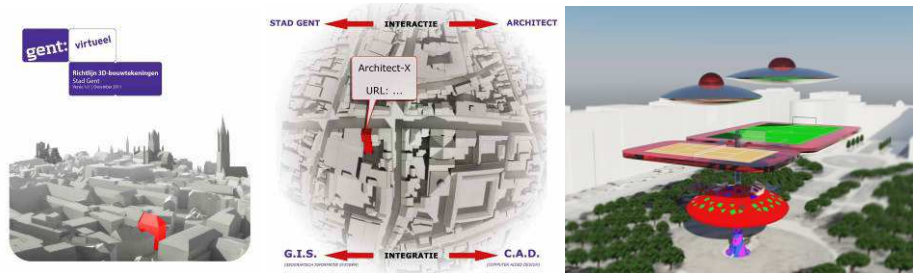 gent:
virtueel
Richtlijn 3D-bouwtekeningen
Stad Gent
STAD GENT
INTERACTIE
ARCHITECT
Architect-X
URL: ...
G.I.S.
INTEGRATIE
C.A.D.